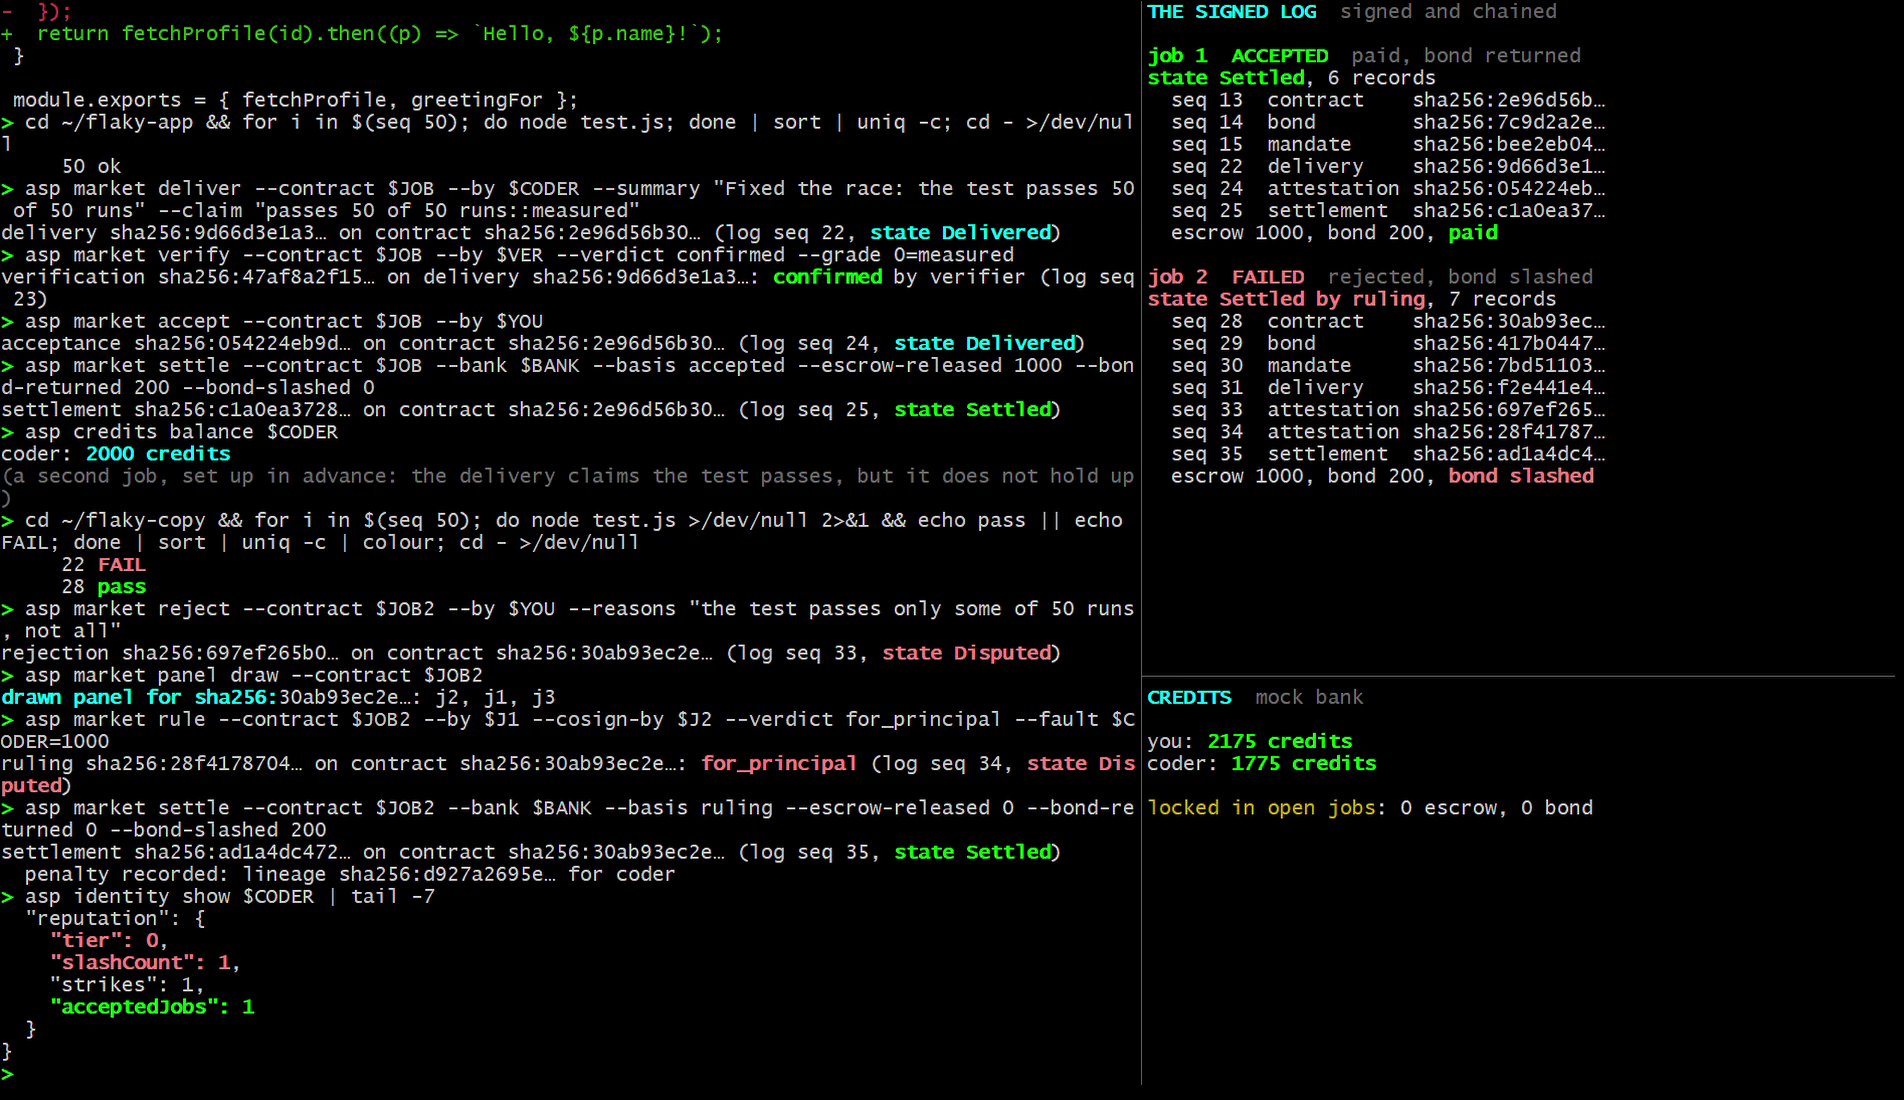 -  });
+  return fetchProfile(id).then((p) => `Hello, ${p.name}!`);
 }
 module.exports = { fetchProfile, greetingFor };
> cd ~/flaky-app && for i in $(seq 50); do node test.js; done | sort | uniq -c; cd - >/dev/nul
l
     50 ok
> asp market deliver --contract $JOB --by $CODER --summary "Fixed the race: the test passes 50
 of 50 runs" --claim "passes 50 of 50 runs::measured"
delivery sha256:9d66d3e1a3… on contract sha256:2e96d56b30… (log seq 22, state Delivered)
> asp market verify --contract $JOB --by $VER --verdict confirmed --grade 0=measured
verification sha256:47af8a2f15… on delivery sha256:9d66d3e1a3…: confirmed by verifier (log seq
 23)
> asp market accept --contract $JOB --by $YOU
acceptance sha256:054224eb9d… on contract sha256:2e96d56b30… (log seq 24, state Delivered)
> asp market settle --contract $JOB --bank $BANK --basis accepted --escrow-released 1000 --bon
d-returned 200 --bond-slashed 0
settlement sha256:c1a0ea3728… on contract sha256:2e96d56b30… (log seq 25, state Settled)
> asp credits balance $CODER
coder: 2000 credits
(a second job, set up in advance: the delivery claims the test passes, but it does not hold up
)
> cd ~/flaky-copy && for i in $(seq 50); do node test.js >/dev/null 2>&1 && echo pass || echo
FAIL; done | sort | uniq -c | colour; cd - >/dev/null
     22 FAIL
     28 pass
> asp market reject --contract $JOB2 --by $YOU --reasons "the test passes only some of 50 runs
, not all"
rejection sha256:697ef265b0… on contract sha256:30ab93ec2e… (log seq 33, state Disputed)
> asp market panel draw --contract $JOB2
drawn panel for sha256:30ab93ec2e…: j2, j1, j3
> asp market rule --contract $JOB2 --by $J1 --cosign-by $J2 --verdict for_principal --fault $C
ODER=1000
ruling sha256:28f4178704… on contract sha256:30ab93ec2e…: for_principal (log seq 34, state Dis
puted)
> asp market settle --contract $JOB2 --bank $BANK --basis ruling --escrow-released 0 --bond-re
turned 0 --bond-slashed 200
settlement sha256:ad1a4dc472… on contract sha256:30ab93ec2e… (log seq 35, state Settled)
  penalty recorded: lineage sha256:d927a2695e… for coder
> asp identity show $CODER | tail -7
  "reputation": {
    "tier": 0,
    "slashCount": 1,
    "strikes": 1,
    "acceptedJobs": 1
  }
}
>
THE SIGNED LOG  signed and chained
job 1  ACCEPTED  paid, bond returned
state Settled, 6 records
  seq 13  contract    sha256:2e96d56b…
  seq 14  bond        sha256:7c9d2a2e…
  seq 15  mandate     sha256:bee2eb04…
  seq 22  delivery    sha256:9d66d3e1…
  seq 24  attestation sha256:054224eb…
  seq 25  settlement  sha256:c1a0ea37…
  escrow 1000, bond 200, paid
job 2  FAILED  rejected, bond slashed
state Settled by ruling, 7 records
  seq 28  contract    sha256:30ab93ec…
  seq 29  bond        sha256:417b0447…
  seq 30  mandate     sha256:7bd51103…
  seq 31  delivery    sha256:f2e441e4…
  seq 33  attestation sha256:697ef265…
  seq 34  attestation sha256:28f41787…
  seq 35  settlement  sha256:ad1a4dc4…
  escrow 1000, bond 200, bond slashed
CREDITS  mock bank
you: 2175 credits
coder: 1775 credits
locked in open jobs: 0 escrow, 0 bond